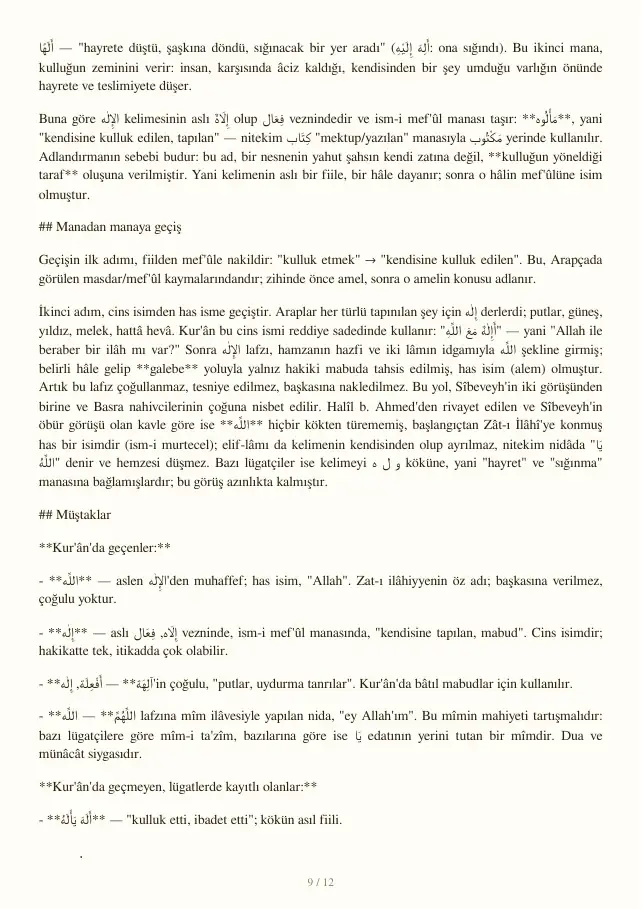 أَلَهًا — "hayrete düştü, şaşkına döndü, sığınacak bir yer aradı" (أَلِهَ إِلَيْهِ: ona sığındı). Bu ikinci mana,
kulluğun zeminini verir: insan, karşısında âciz kaldığı, kendisinden bir şey umduğu varlığın önünde
hayrete ve teslimiyete düşer.
Buna göre الإِلٰه kelimesinin aslı إِلَاهٌ olup فِعَال veznindedir ve ism-i mef'ûl manası taşır: **مَأْلُوه**, yani
"kendisine kulluk edilen, tapılan" — nitekim كِتَاب "mektup/yazılan" manasıyla مَكْتُوب yerinde kullanılır.
Adlandırmanın sebebi budur: bu ad, bir nesnenin yahut şahsın kendi zatına değil, **kulluğun yöneldiği
taraf** oluşuna verilmiştir. Yani kelimenin aslı bir fiile, bir hâle dayanır; sonra o hâlin mef'ûlüne isim
olmuştur.
## Manadan manaya geçiş
Geçişin ilk adımı, fiilden mef'ûle nakildir: "kulluk etmek" → "kendisine kulluk edilen". Bu, Arapçada
görülen masdar/mef'ûl kaymalarındandır; zihinde önce amel, sonra o amelin konusu adlanır.
İkinci adım, cins isimden has isme geçiştir. Araplar her türlü tapınılan şey için إِلٰه derlerdi; putlar, güneş,
yıldız, melek, hattâ hevâ. Kur'ân bu cins ismi reddiye sadedinde kullanır: "أَإِلٰهٌ مَعَ اللَّهِ" — yani "Allah ile
beraber bir ilâh mı var?" Sonra الإِلٰه lafzı, hamzanın hazfi ve iki lâmın idgamıyla اللَّه şekline girmiş;
belirli hâle gelip **galebe** yoluyla yalnız hakiki mabuda tahsis edilmiş, has isim (alem) olmuştur.
Artık bu lafız çoğullanmaz, tesniye edilmez, başkasına nakledilmez. Bu yol, Sîbeveyh'in iki görüşünden
birine ve Basra nahivcilerinin çoğuna nisbet edilir. Halîl b. Ahmed'den rivayet edilen ve Sîbeveyh'in
öbür görüşü olan kavle göre ise **اللَّه** hiçbir kökten türememiş, başlangıçtan Zât-ı İlâhî'ye konmuş
has bir isimdir (ism-i murtecel); elif-lâmı da kelimenin kendisinden olup ayrılmaz, nitekim nidâda "يَا
اللَّهُ" denir ve hemzesi düşmez. Bazı lügatçiler ise kelimeyi و ل ه köküne, yani "hayret" ve "sığınma"
manasına bağlamışlardır; bu görüş azınlıkta kalmıştır.
## Müştaklar
**Kur'ân'da geçenler:**
- **اللَّه** — aslen الإِلٰه'den muhaffef; has isim, "Allah". Zat-ı ilâhiyyenin öz adı; başkasına verilmez,
çoğulu yoktur.
- **إِلٰه** — aslı إِلَاه, فِعَال vezninde, ism-i mef'ûl manasında, "kendisine tapılan, mabud". Cins isimdir;
hakikatte tek, itikadda çok olabilir.
- **آلِهَة** — أَفْعِلَة, إِلٰه'in çoğulu, "putlar, uydurma tanrılar". Kur'ân'da bâtıl mabudlar için kullanılır.
- **اللَّهُمَّ** — اللَّه lafzına mîm ilâvesiyle yapılan nida, "ey Allah'ım". Bu mîmin mahiyeti tartışmalıdır:
bazı lügatçilere göre mîm-i ta'zîm, bazılarına göre ise يَا edatının yerini tutan bir mîmdir. Dua ve
münâcât siygasıdır.
**Kur'ân'da geçmeyen, lügatlerde kayıtlı olanlar:**
- **أَلَهَ يَأْلَهُ** — "kulluk etti, ibadet etti"; kökün asıl fiili.
.
9 / 12